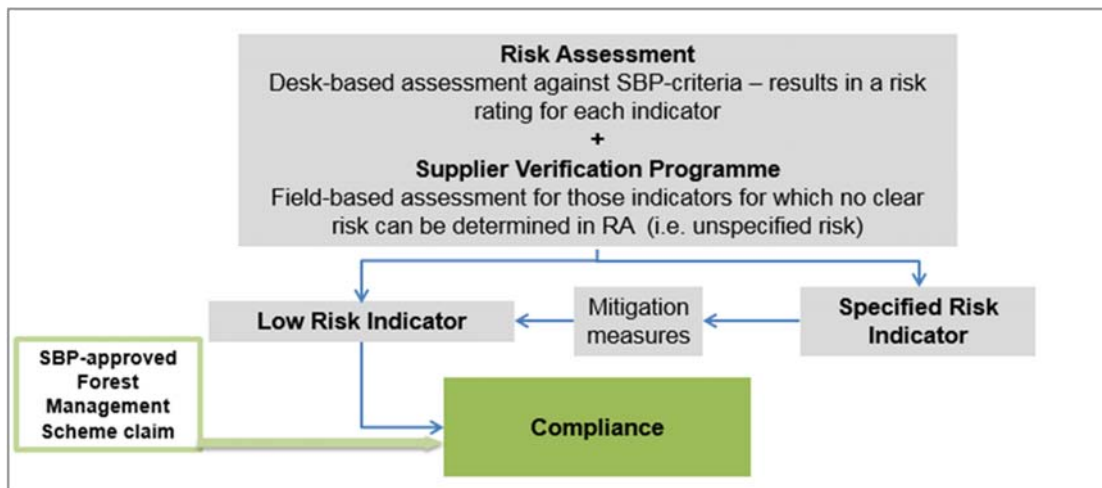 Risk Assessment
Desk-based assessment against SBP-criteria – results in a risk
rating for each indicator
+
Supplier Verification Programme
Field-based assessment for those indicators for which no clear
risk can be determined in RA (i.e. unspecified risk)
Low Risk Indicator
Mitigation
measures
Specified Risk
Indicator
SBP-approved
Forest
Management
Scheme claim
Compliance